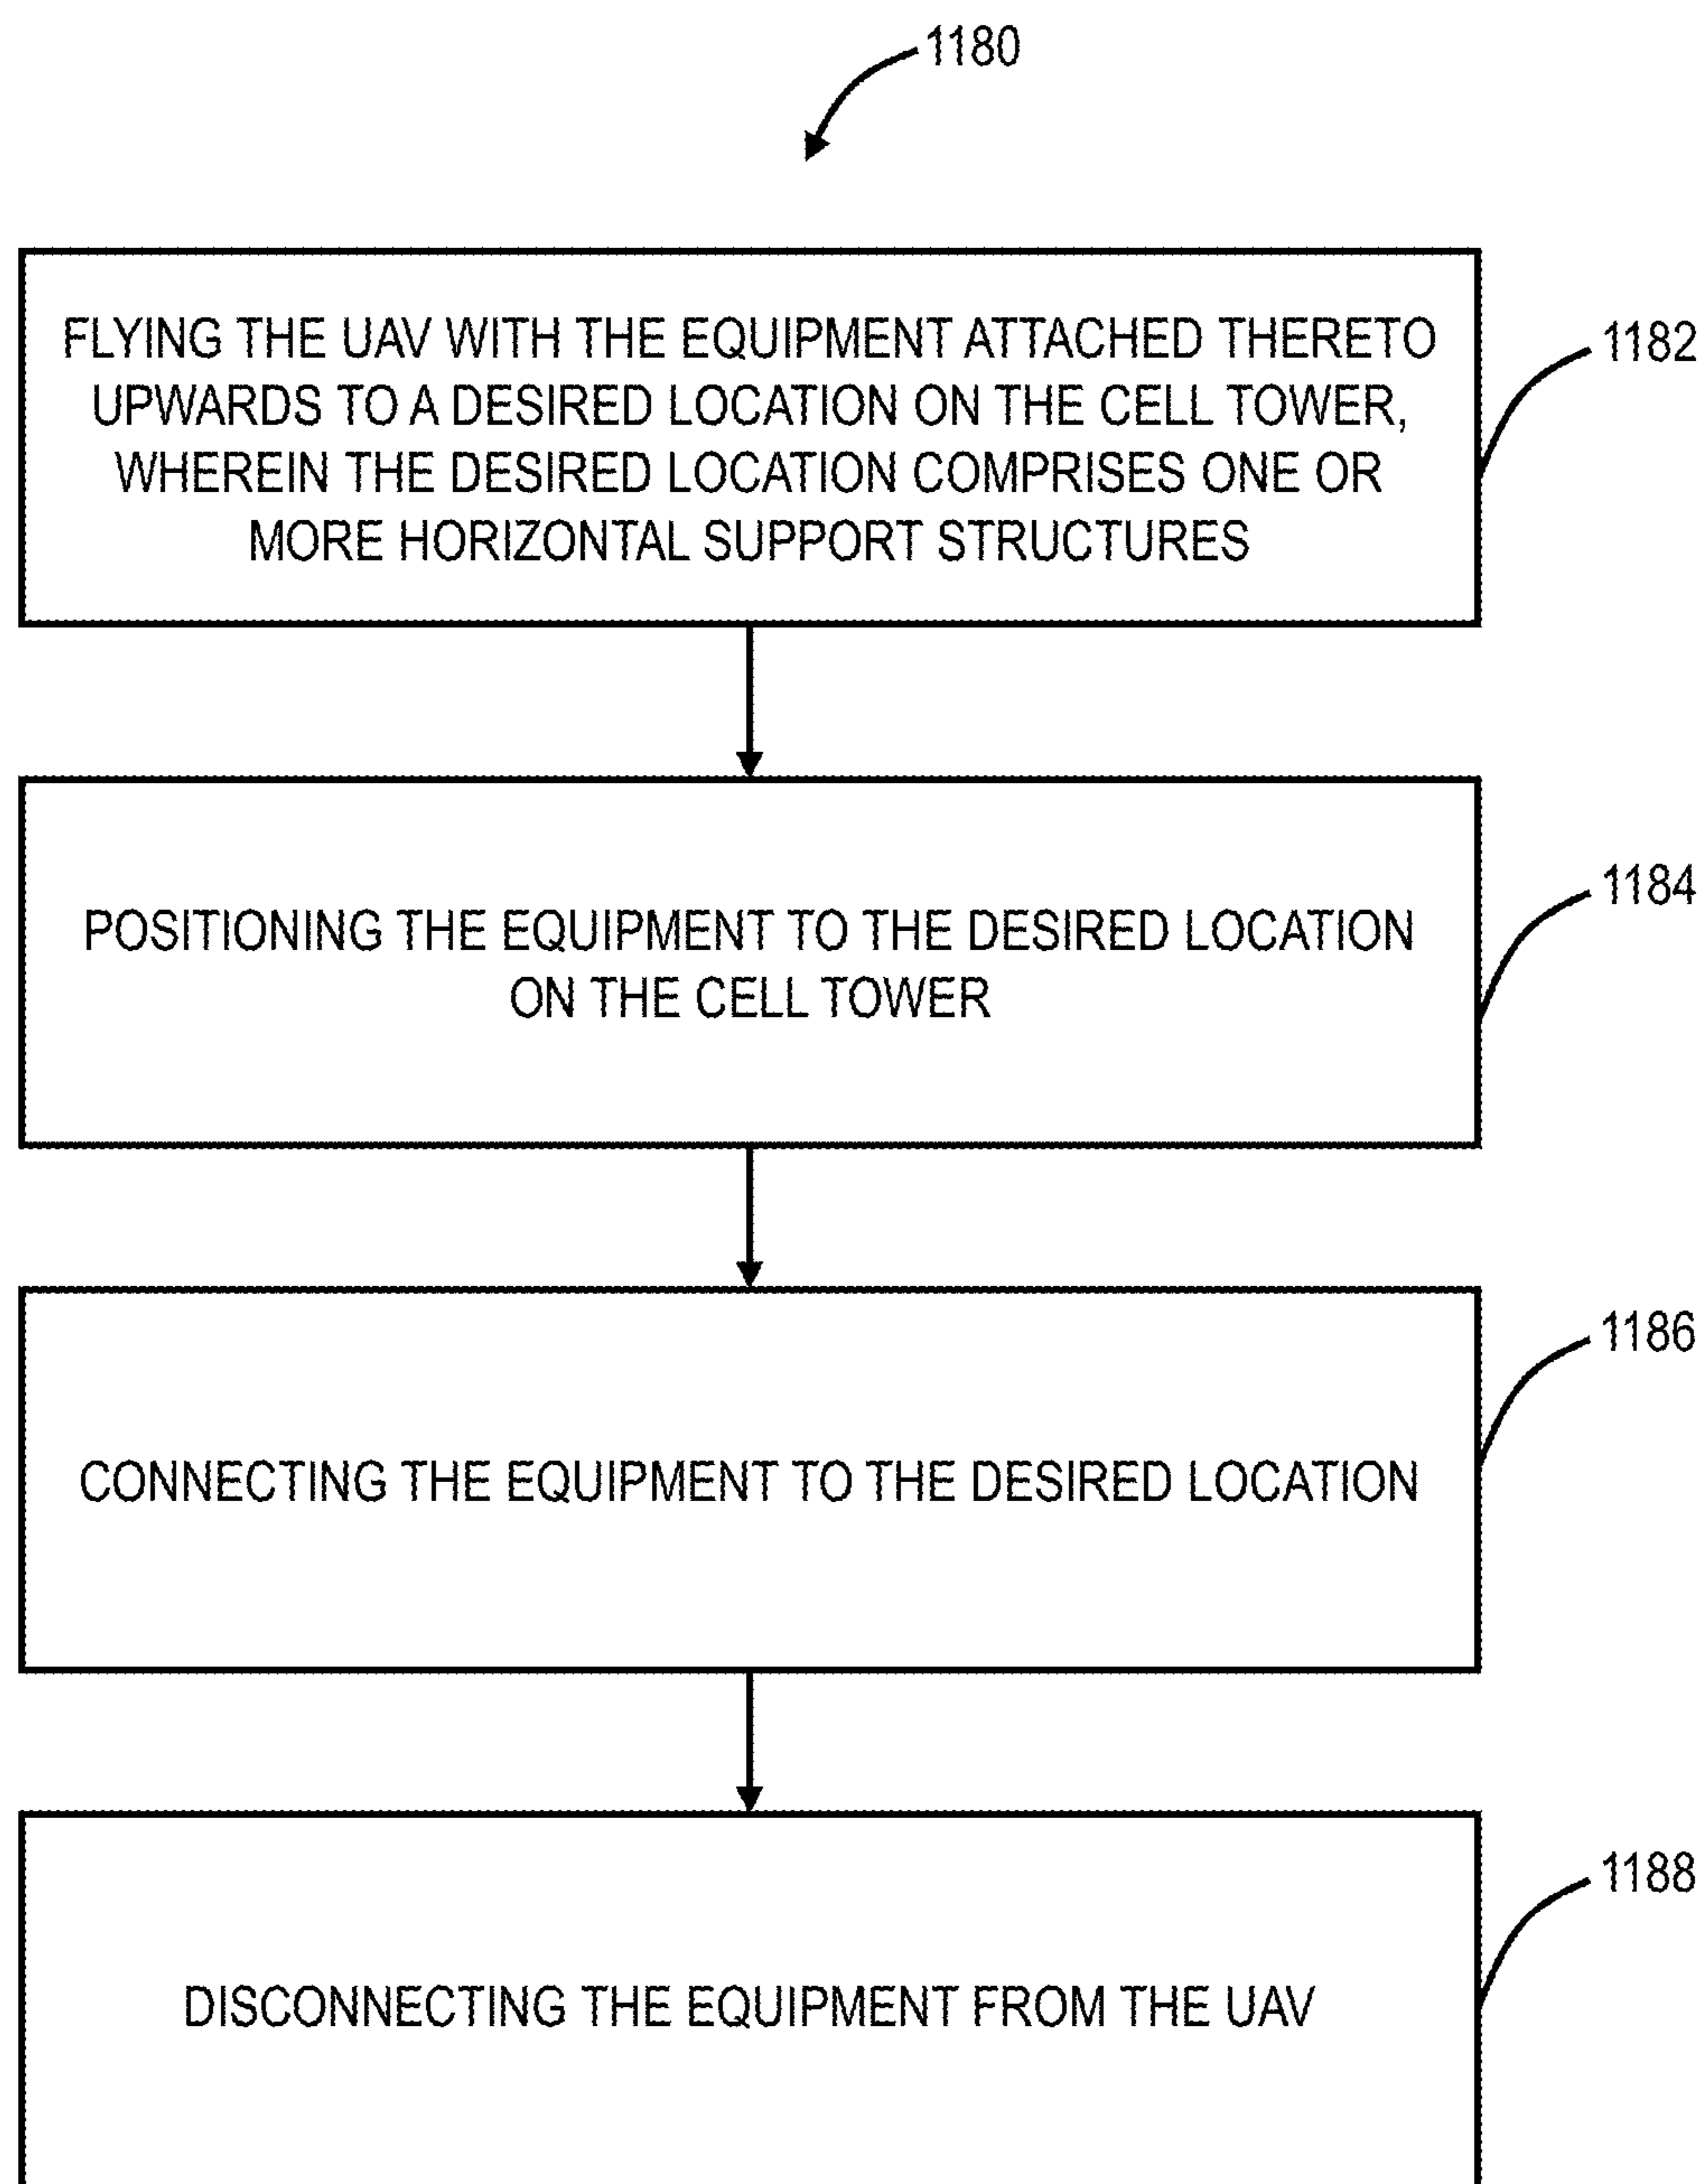 1180
FLYING THE UAV WITH THE EQUIPMENT ATTACHED THERETO
UPWARDS TO A DESIRED LOCATION ON THE CELL TOWER,
WHEREIN THE DESIRED LOCATION COMPRISES ONE OR
MORE HORIZONTAL SUPPORT STRUCTURES
1182
POSITIONING THE EQUIPMENT TO THE DESIRED LOCATION
ON THE CELL TOWER
1184
CONNECTING THE EQUIPMENT TO THE DESIRED LOCATION
1186
DISCONNECTING THE EQUIPMENT FROM THE UAV
1188